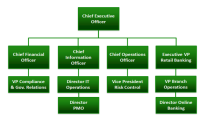 Chief Executive
Officer
Chief Financial
Officer
Chief
Information
Officer
Chief Operations
Officer
Executive VP
Retail Banking
VP Compliance
& Gov. Relations
Director IT
Operations
Vice President
Risk Control
VP Branch
Operations
Director
PMO
Director Online
Banking